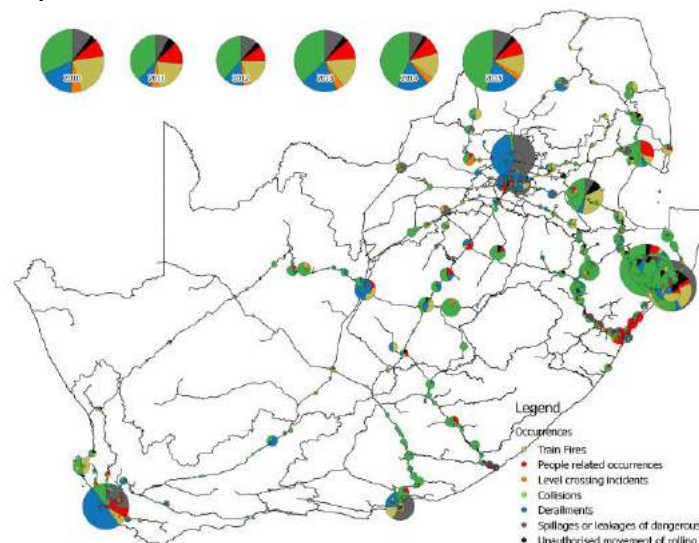 2010 2011 2012 2013 2014 2015
Legend
Occurrences
Train Fires
People related occurrences
Level crossing incidents
Collisions
Derailments
Spillages or leakages of dangerous
Unauthorised movement of rolling